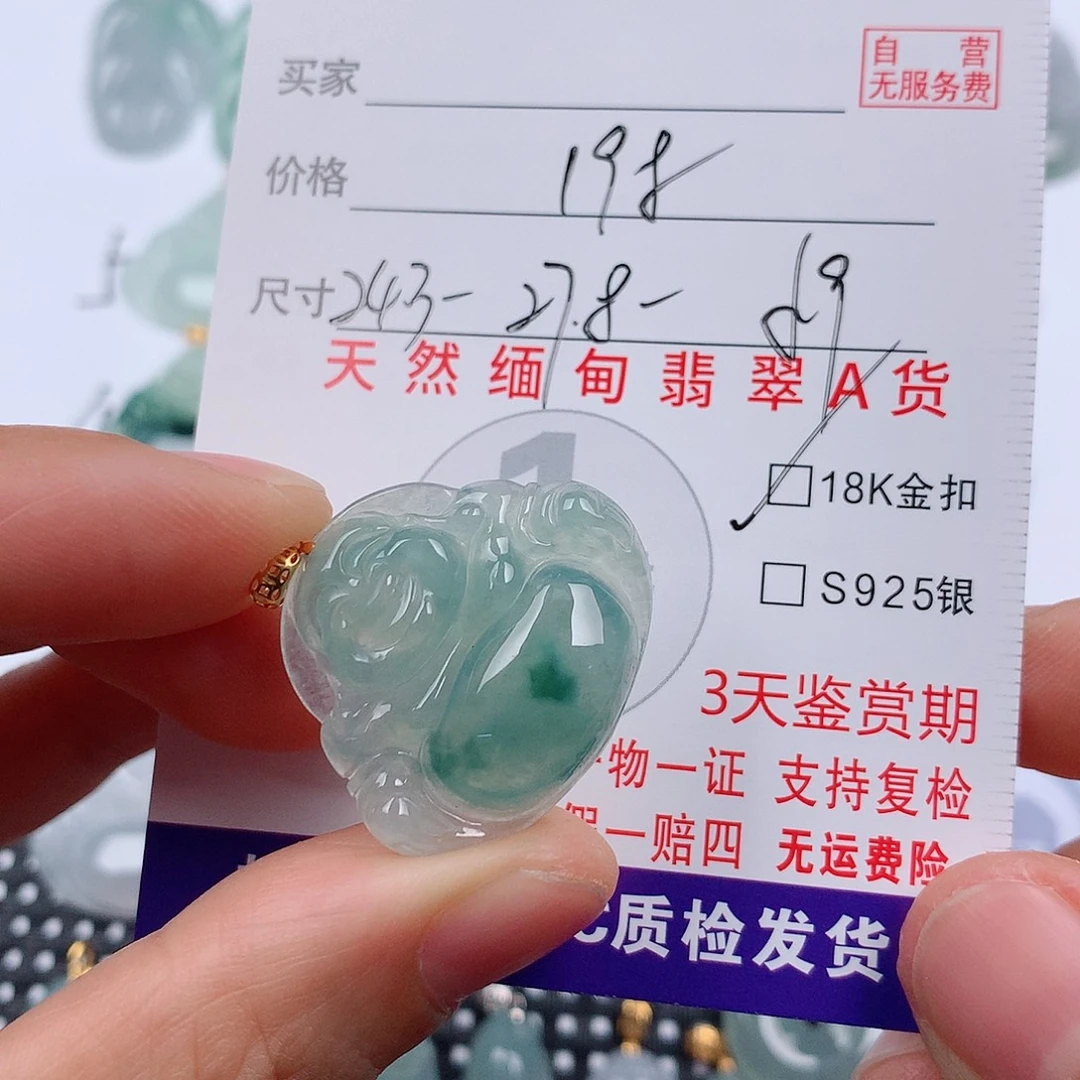 自 营
无服务费
买家
价格 198
尺寸 24.3- 27.8-
天然缅甸翡翠A货
18K金扣
S925银
3天鉴赏期
物一证 支持复检
假一赔四 无运费险
质检发货